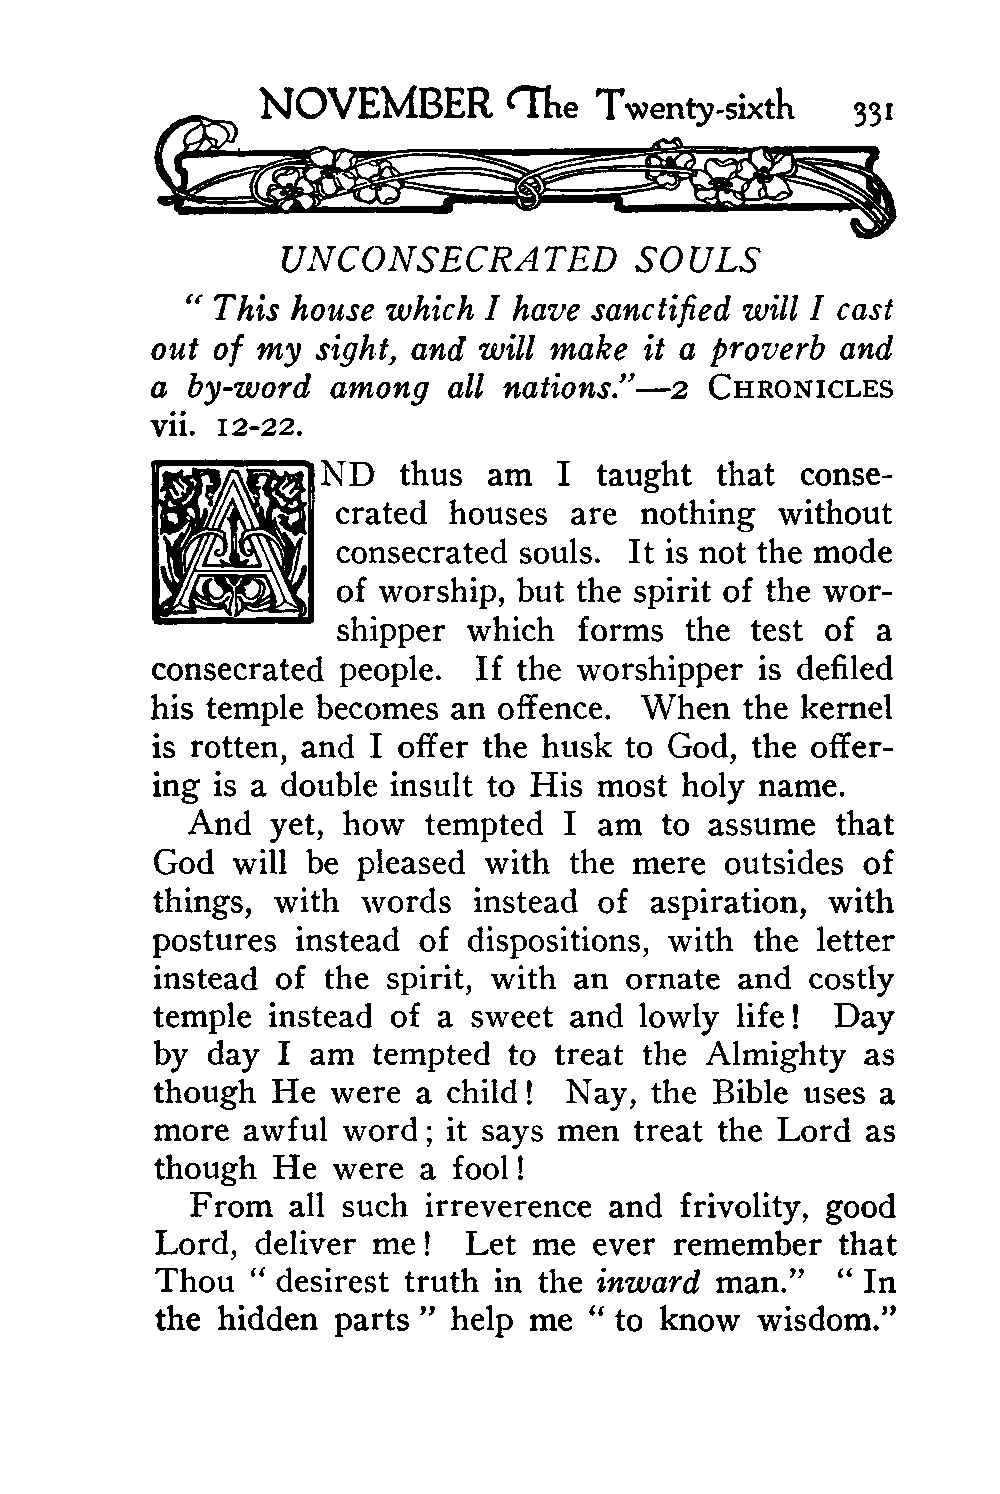 NOVEMBER The Twenty-sixth 331
UNCONSECRATED SOULS
“ This house which I have sanctified will I cast
out of my sight, and will make it a proverb and
a by-word among all nations.”—2 CHRONICLES
vii. 12-22.
AND thus am I taught that conse-
crated houses are nothing without
consecrated souls. It is not the mode
of worship, but the spirit of the wor-
shipper which forms the test of a
consecrated people. If the worshipper is defiled
his temple becomes an offence. When the kernel
is rotten, and I offer the husk to God, the offer-
ing is a double insult to His most holy name.
And yet, how tempted I am to assume that
God will be pleased with the mere outsides of
things, with words instead of aspiration, with
postures instead of dispositions, with the letter
instead of the spirit, with an ornate and costly
temple instead of a sweet and lowly life! Day
by day I am tempted to treat the Almighty as
though He were a child! Nay, the Bible uses a
more awful word; it says men treat the Lord as
though He were a fool!
From all such irreverence and frivolity, good
Lord, deliver me! Let me ever remember that
Thou “ desirest truth in the inward man.” “ In
the hidden parts ” help me “ to know wisdom.”